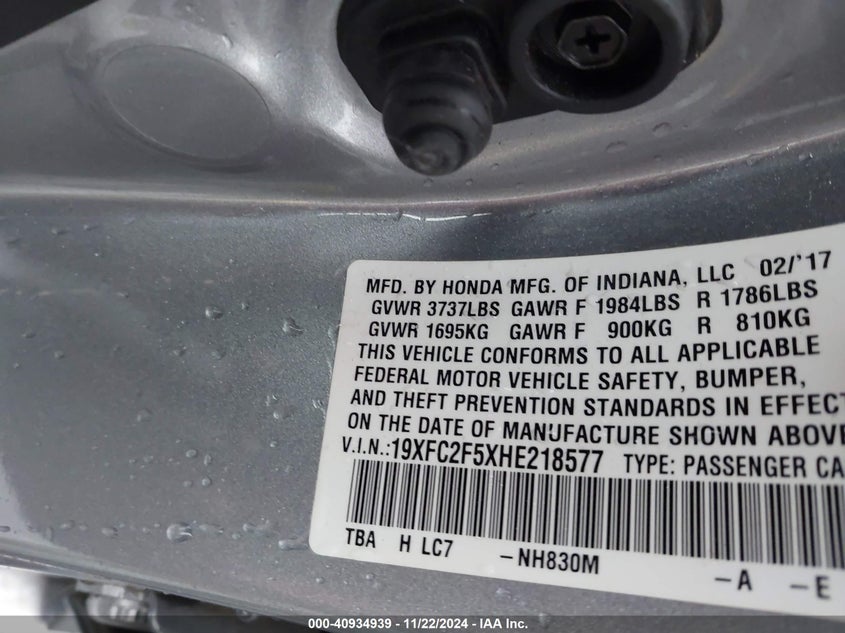 MFD. BY HONDA MFG. OF INDIANA, LLC 02/'17
GVWR 3737LBS GAWR F 1984LBS R 1786LBS
GVWR 1695KG GAWR F 900KG R 810KG
THIS VEHICLE CONFORMS TO ALL APPLICABLE
FEDERAL MOTOR VEHICLE SAFETY, BUMPER,
AND THEFT PREVENTION STANDARDS IN EFFECT
ON THE DATE OF MANUFACTURE SHOWN ABOVE
V.I.N.:19XFC2F5XHE218577 TYPE: PASSENGER CA
TBA H LC7 -NH830M -A -E
000-40934939 - 11/22/2024 - IAA Inc.